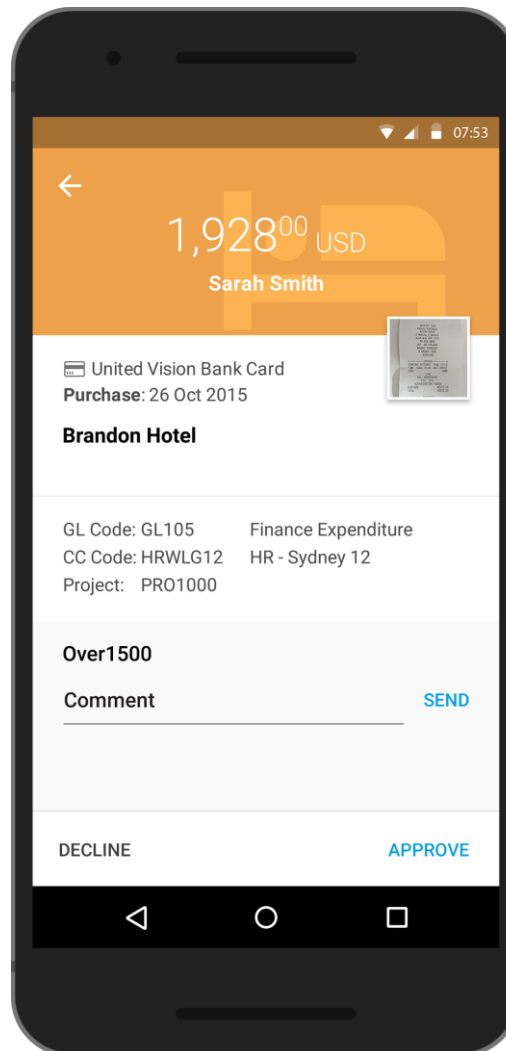 07:53
1,928⁰⁰ USD
Sarah Smith
United Vision Bank Card
Purchase: 26 Oct 2015
Brandon Hotel
GL Code: GL105 Finance Expenditure
CC Code: HRWLG12 HR - Sydney 12
Project: PRO1000
Over1500
Comment SEND
DECLINE APPROVE